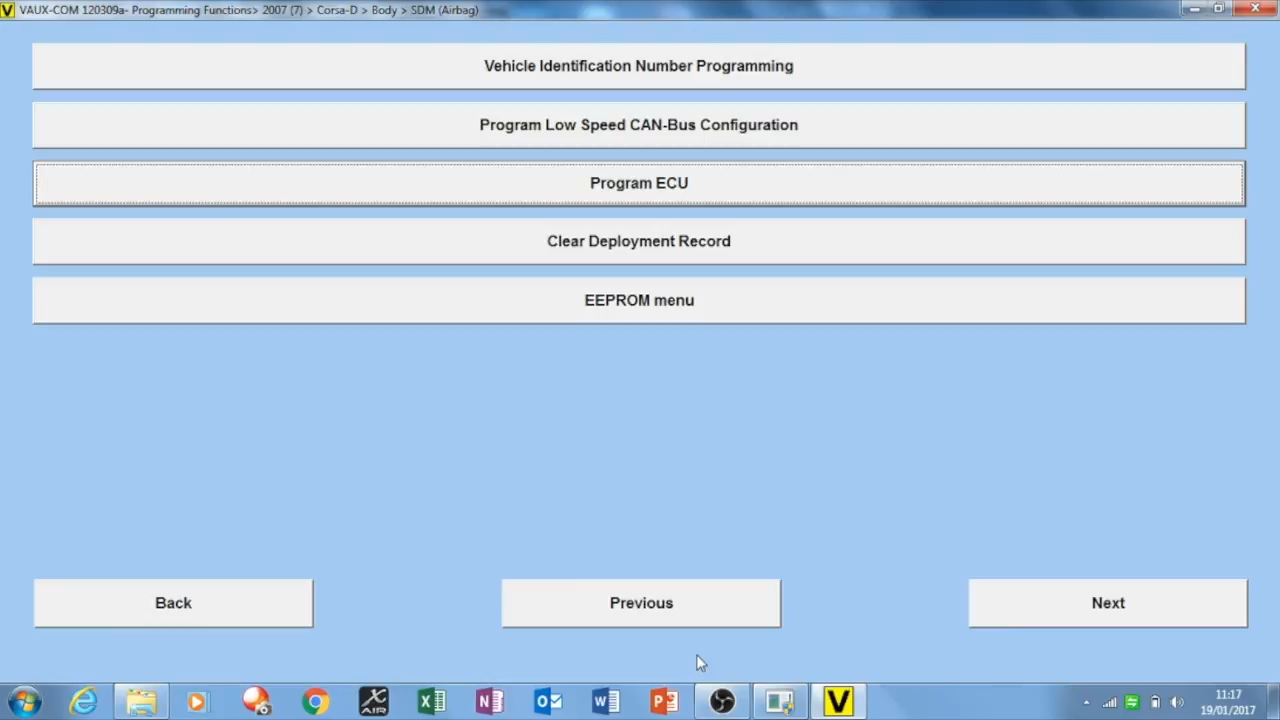 VAUX-COM 120309a- Programming Functions> 2007 (7) > Corsa-D > Body > SDM (Airbag)
Vehicle Identification Number Programming
Program Low Speed CAN-Bus Configuration
Program ECU
Clear Deployment Record
EEPROM menu
Back Previous Next
11:17
19/01/2017